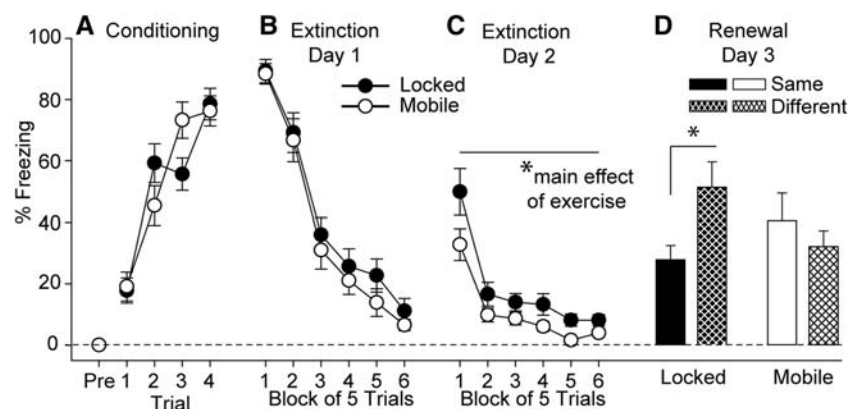 A Conditioning
B Extinction
Day 1
C Extinction
Day 2
D Renewal
Day 3
Locked
Mobile
Same
Different
% Freezing
100
80
60
40
20
0
*main effect
of exercise
*
Pre 1 2 3 4
Trial
1 2 3 4 5 6
Block of 5 Trials
1 2 3 4 5 6
Block of 5 Trials
Locked Mobile